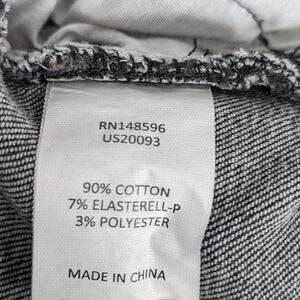 RN148596
US20093
90% COTTON
7% ELASTERELL-P
3% POLYESTER
MADE IN CHINA